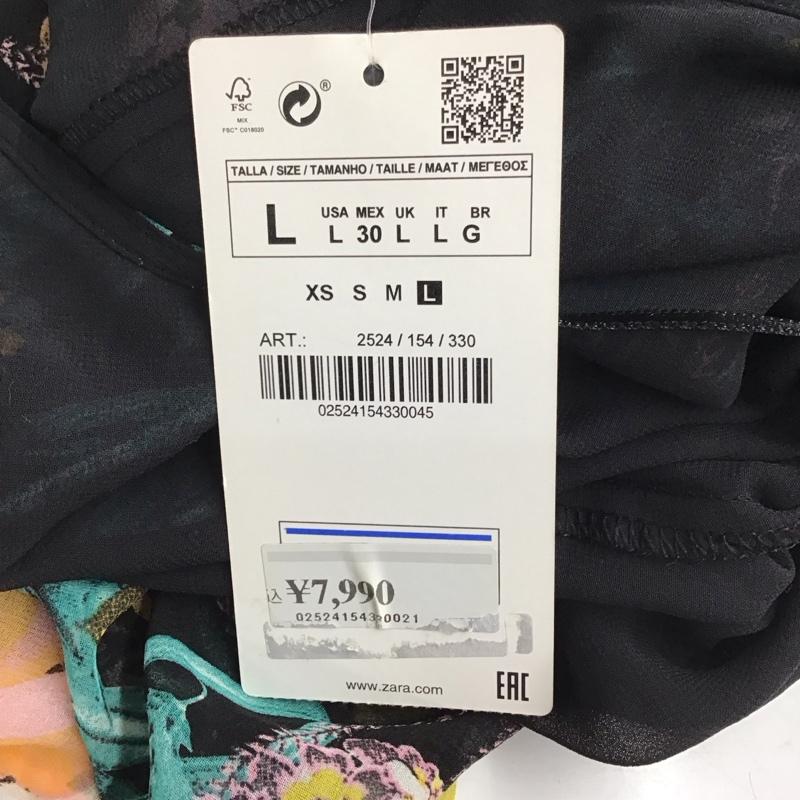 FSC
MIX
FSC® C018020
®
TALLA / SIZE / TAMANHO / TAILLE / MAAT / ΜΕΓΕΘΟΣ
L
USA MEX UK IT BR
L 30 L L G
XS S M L
ART.: 2524 / 154 / 330
02524154330045
込 ¥7,990
www.zara.com
EAC